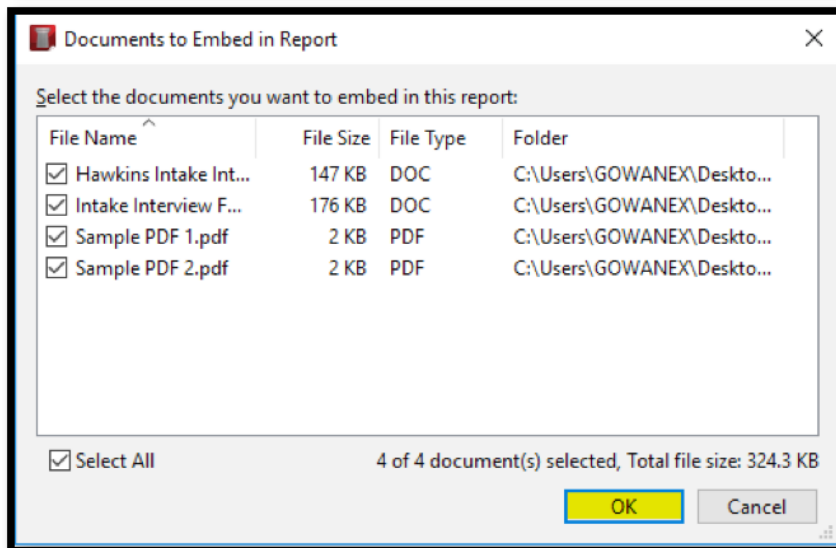 Documents to Embed in Report
Select the documents you want to embed in this report:
File Name File Size File Type Folder
Hawkins Intake Int... 147 KB DOC C:\Users\GOWANEX\Deskto...
Intake Interview F... 176 KB DOC C:\Users\GOWANEX\Deskto...
Sample PDF 1.pdf 2 KB PDF C:\Users\GOWANEX\Deskto...
Sample PDF 2.pdf 2 KB PDF C:\Users\GOWANEX\Deskto...
Select All 4 of 4 document(s) selected, Total file size: 324.3 KB
OK Cancel